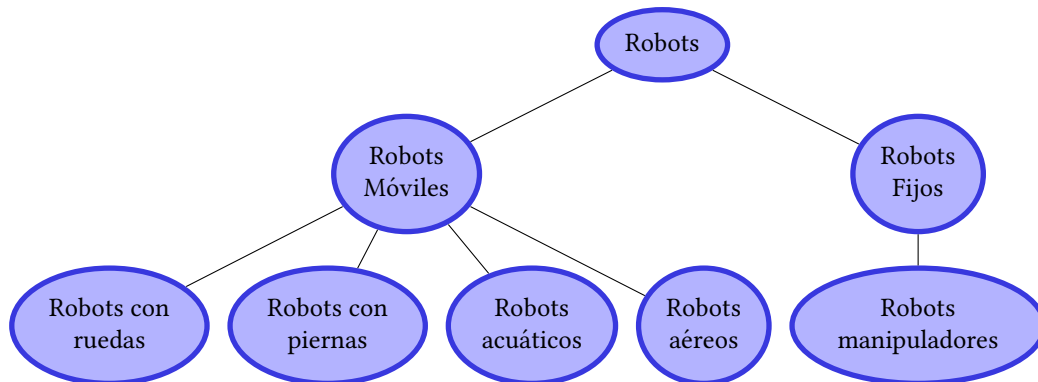 Robots
Robots
Móviles
Robots
Fijos
Robots con
ruedas
Robots con
piernas
Robots
acuáticos
Robots
aéreos
Robots
manipuladores